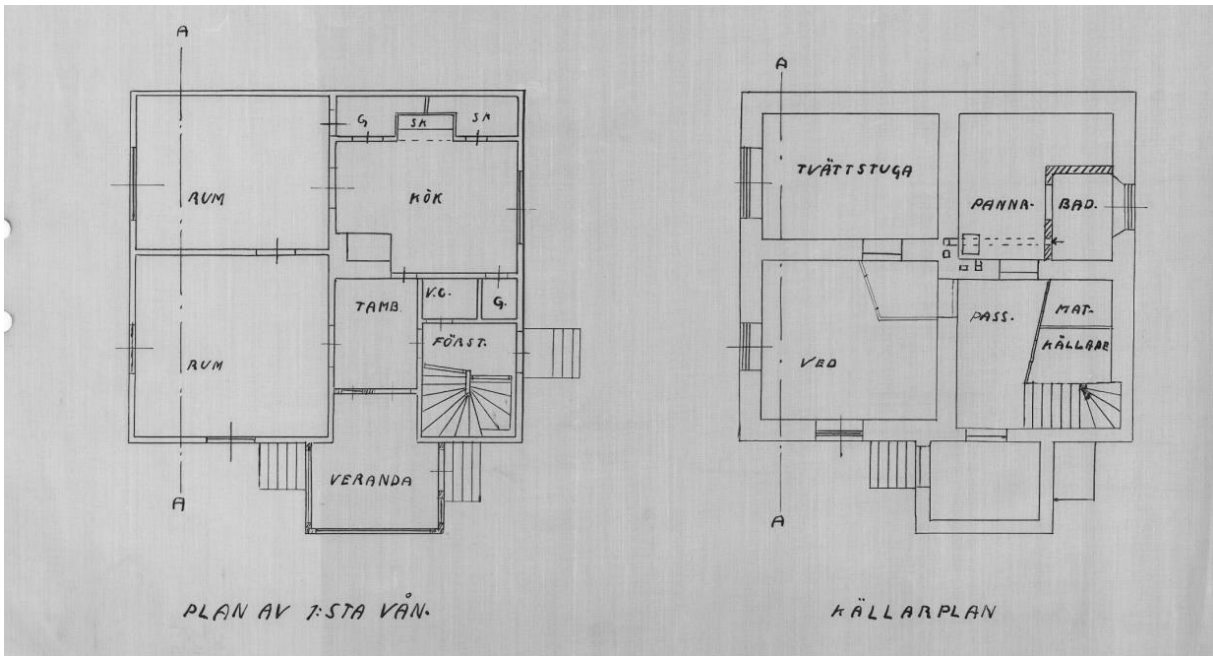 A
G
SK
SK
RUM
KÖK
TAMB.
V.C.
G.
FÖRST.
RUM
VERANDA
A
PLAN AV 1:STA VÅN.
A
TVÄTTSTUGA
PANNR.
BAD.
PASS.
MAT-
KÄLLARE
VED
A
KÄLLARPLAN